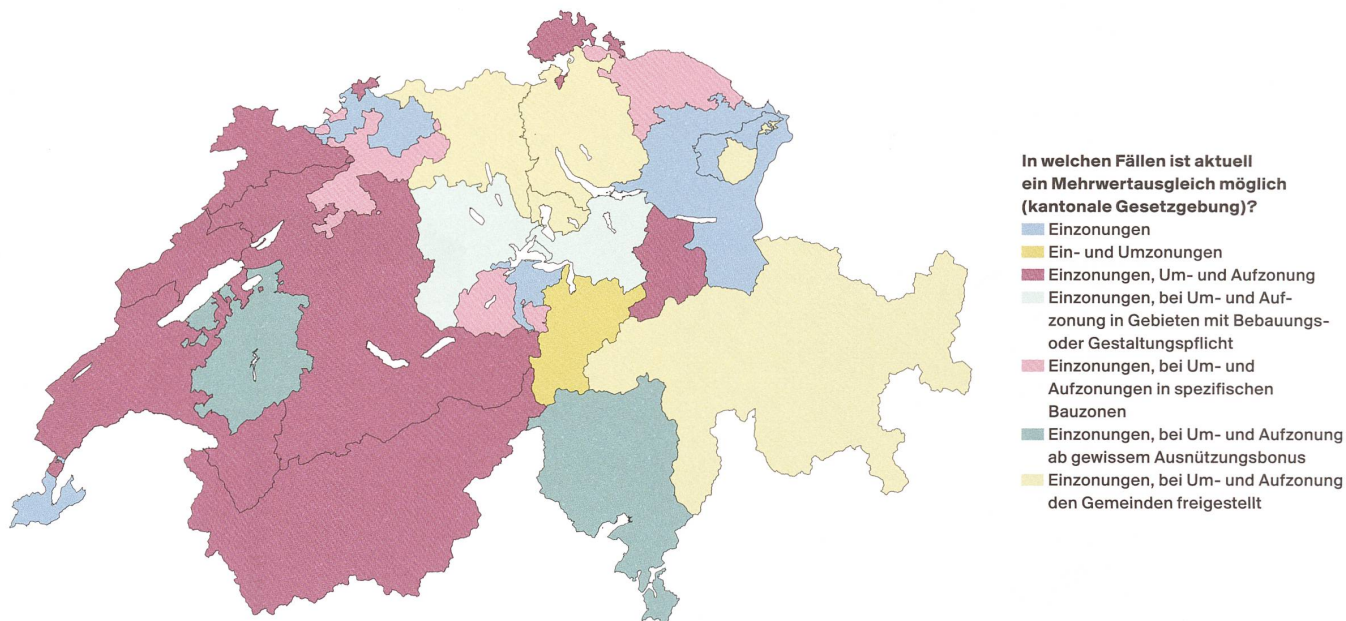 In welchen Fällen ist aktuell
ein Mehrwertausgleich möglich
(kantonale Gesetzgebung)?
Einzonungen
Ein- und Umzonungen
Einzonungen, Um- und Aufzonung
Einzonungen, bei Um- und Auf-
zonung in Gebieten mit Bebauungs-
oder Gestaltungspflicht
Einzonungen, bei Um- und
Aufzonungen in spezifischen
Bauzonen
Einzonungen, bei Um- und Aufzonung
ab gewissem Ausnützungsbonus
Einzonungen, bei Um- und Aufzonung
den Gemeinden freigestellt